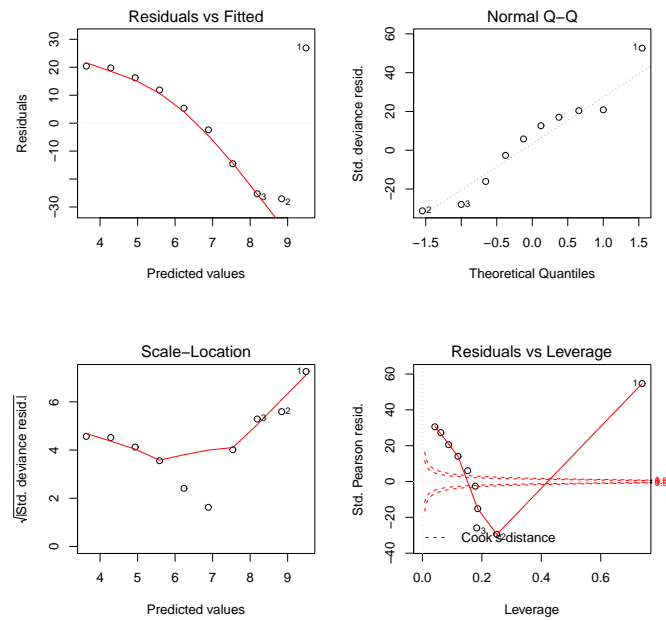 Residuals vs Fitted
Residuals
30
20
10
0
−30
4 5 6 7 8 9
Predicted values
1
3
2
Normal Q−Q
Std. deviance resid.
60
40
20
0
−20
−1.5 −0.5 0.0 0.5 1.0 1.5
Theoretical Quantiles
1
2
3
Scale−Location
√|Std. deviance resid.|
6
4
2
0
4 5 6 7 8 9
Predicted values
1
3
2
Residuals vs Leverage
Std. Pearson resid.
60
40
20
0
−20
−40
0.0 0.2 0.4 0.6
Leverage
1
3
2
Cook's distance